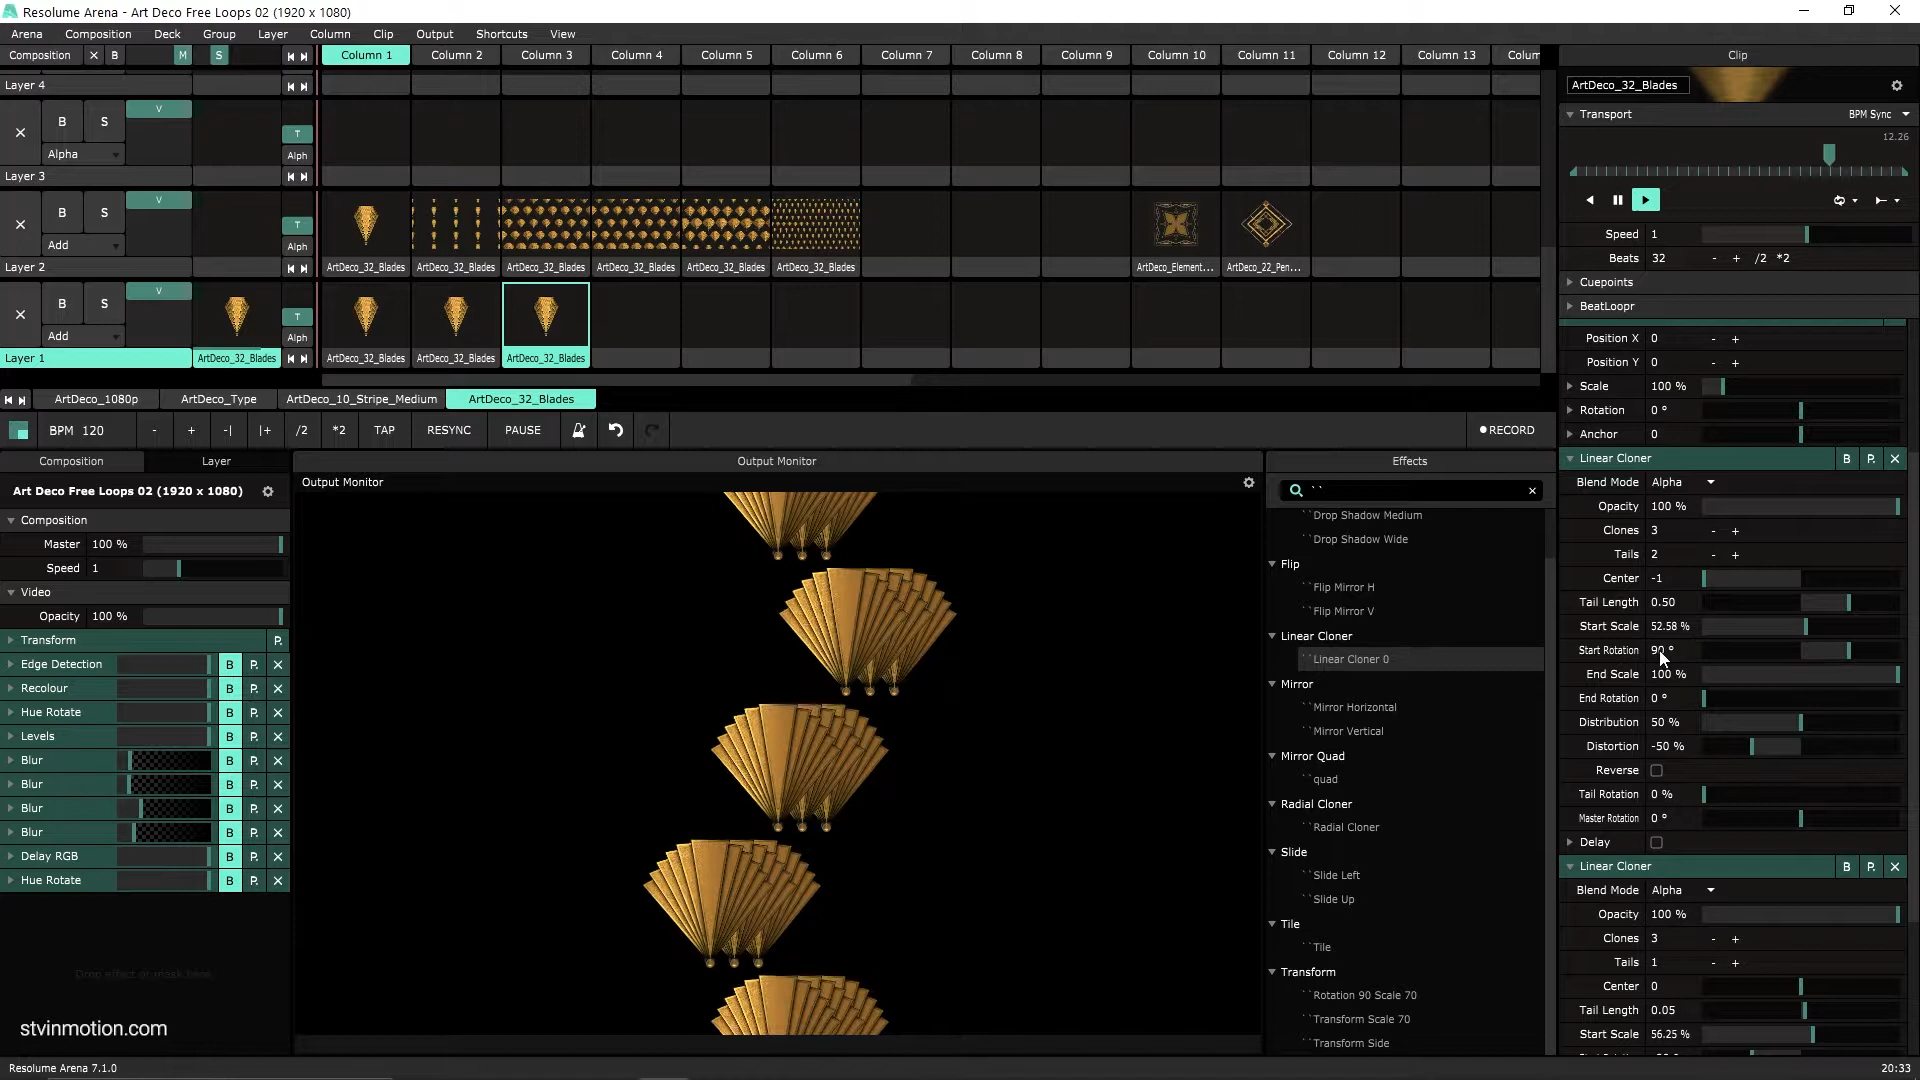 Resolume Arena - Art Deco Free Loops 02 (1920 x 1080)
Arena Composition Deck Group Layer Column Clip Output Shortcuts View
Composition X B M S Column 1 Column 2 Column 3 Column 4 Column 5 Column 6 Column 7 Column 8 Column 9 Column 10 Column 11 Column 12 Column 13 Colum
Layer 4
B S V T
Alpha Alph
Layer 3
B S V T
Add Alph
Layer 2 ArtDeco_32_Blades ArtDeco_32_Blades ArtDeco_32_Blades ArtDeco_32_Blades ArtDeco_32_Blades ArtDeco_32_Blades ArtDeco_Element... ArtDeco_22_Pen...
B S V T
Add Alph
Layer 1 ArtDeco_32_Blades ArtDeco_32_Blades ArtDeco_32_Blades ArtDeco_32_Blades
ArtDeco_1080p ArtDeco_Type ArtDeco_10_Stripe_Medium ArtDeco_32_Blades
BPM 120 - + -| |+ /2 *2 TAP RESYNC PAUSE RECORD
Composition Layer
Art Deco Free Loops 02 (1920 x 1080)
Composition
Master 100 %
Speed 1
Video
Opacity 100 %
Transform P.
Edge Detection B P. X
Recolour B P. X
Hue Rotate B P. X
Levels B P. X
Blur B P. X
Blur B P. X
Blur B P. X
Blur B P. X
Delay RGB B P. X
Hue Rotate B P. X
Drop effect or mask here
stvinmotion.com
Output Monitor
Output Monitor
Effects
``
``Drop Shadow Medium
``Drop Shadow Wide
Flip
``Flip Mirror H
``Flip Mirror V
Linear Cloner
``Linear Cloner 0
Mirror
``Mirror Horizontal
``Mirror Vertical
Mirror Quad
``quad
Radial Cloner
``Radial Cloner
Slide
``Slide Left
``Slide Up
Tile
``Tile
Transform
``Rotation 90 Scale 70
``Transform Scale 70
``Transform Side
Clip
ArtDeco_32_Blades
Transport BPM Sync
12.26
Speed 1
Beats 32 - + /2 *2
Cuepoints
BeatLoopr
Position X 0 - +
Position Y 0 - +
Scale 100 %
Rotation 0 °
Anchor 0
Linear Cloner B P. X
Blend Mode Alpha
Opacity 100 %
Clones 3 - +
Tails 2 - +
Center -1
Tail Length 0.50
Start Scale 52.58 %
Start Rotation 90 °
End Scale 100 %
End Rotation 0 °
Distribution 50 %
Distortion -50 %
Reverse
Tail Rotation 0 %
Master Rotation 0 °
Delay
Linear Cloner B P. X
Blend Mode Alpha
Opacity 100 %
Clones 3 - +
Tails 1 - +
Center 0
Tail Length 0.05
Start Scale 56.25 %
Resolume Arena 7.1.0
20:33